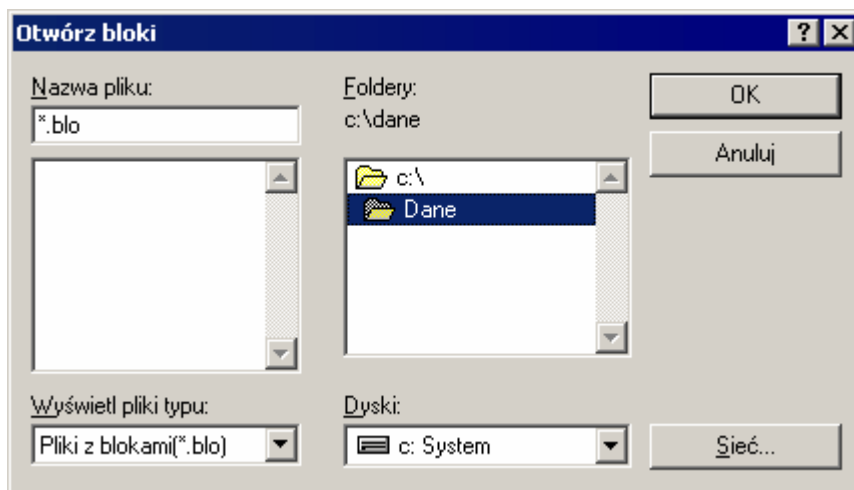 Otwórz bloki
Nazwa pliku:
*.blo
Foldery:
c:\dane
c:\
Dane
OK
Anuluj
Wyświetl pliki typu:
Pliki z blokami(*.blo)
Dyski:
c: System
Sieć...